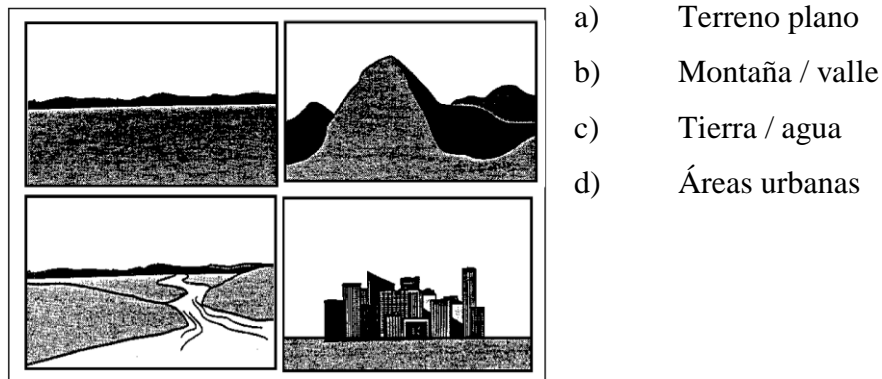 a) Terreno plano
b) Montaña / valle
c) Tierra / agua
d) Áreas urbanas